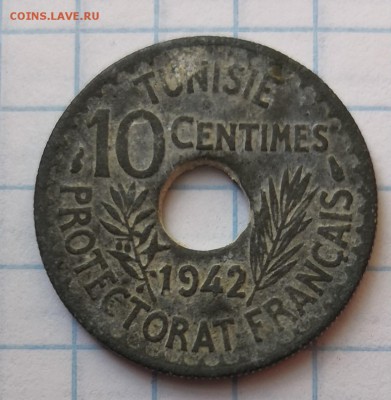 COINS.LAVE.RU
TUNISIE
10 CENTIMES
1942
PROTECTORAT FRANÇAIS